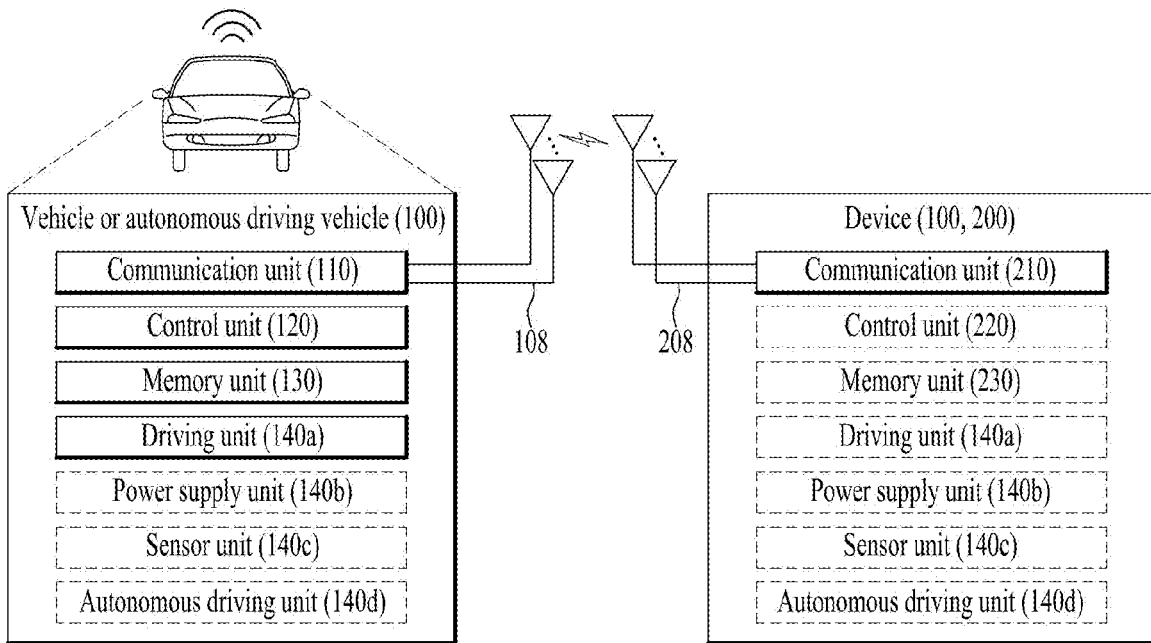 Vehicle or autonomous driving vehicle (100)
Communication unit (110)
Control unit (120)
Memory unit (130)
Driving unit (140a)
Power supply unit (140b)
Sensor unit (140c)
Autonomous driving unit (140d)
108
208
Device (100, 200)
Communication unit (210)
Control unit (220)
Memory unit (230)
Driving unit (140a)
Power supply unit (140b)
Sensor unit (140c)
Autonomous driving unit (140d)